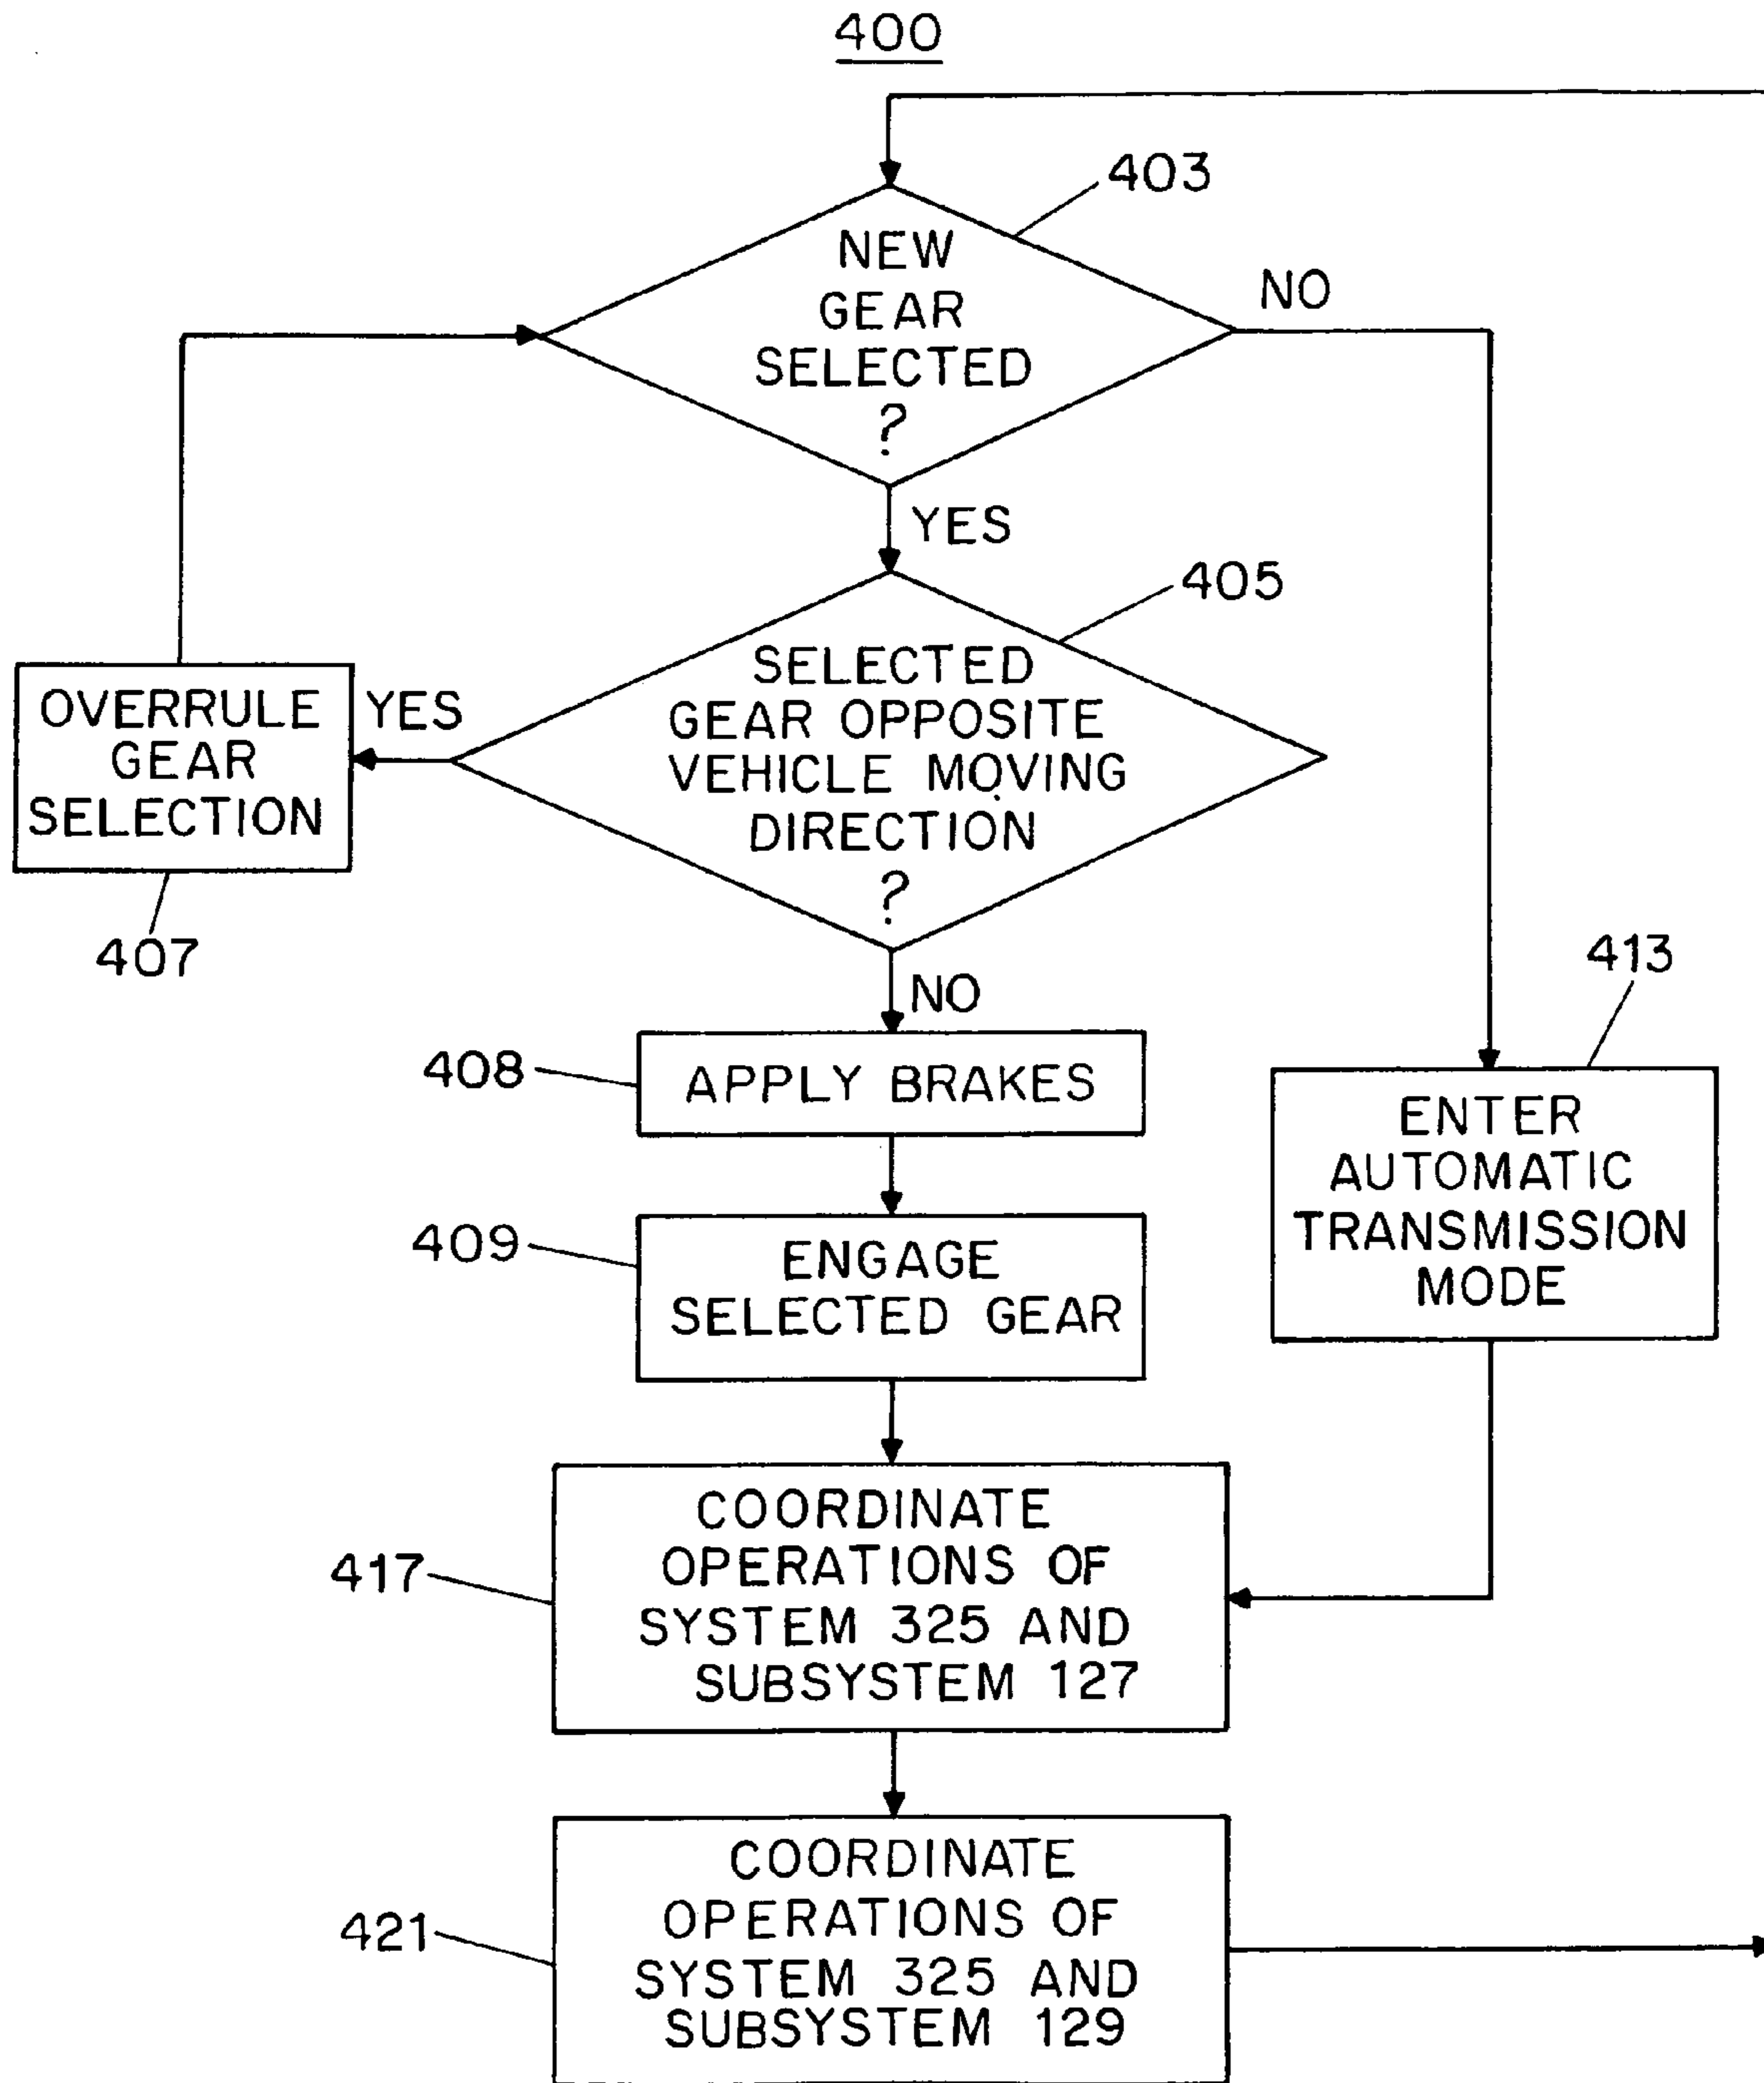 400
403
NEW
GEAR
SELECTED
?
NO
YES
405
SELECTED
GEAR OPPOSITE
VEHICLE MOVING
DIRECTION
?
YES
OVERRULE
GEAR
SELECTION
407
NO
408
APPLY BRAKES
413
ENTER
AUTOMATIC
TRANSMISSION
MODE
409
ENGAGE
SELECTED GEAR
417
COORDINATE
OPERATIONS OF
SYSTEM 325 AND
SUBSYSTEM 127
421
COORDINATE
OPERATIONS OF
SYSTEM 325 AND
SUBSYSTEM 129